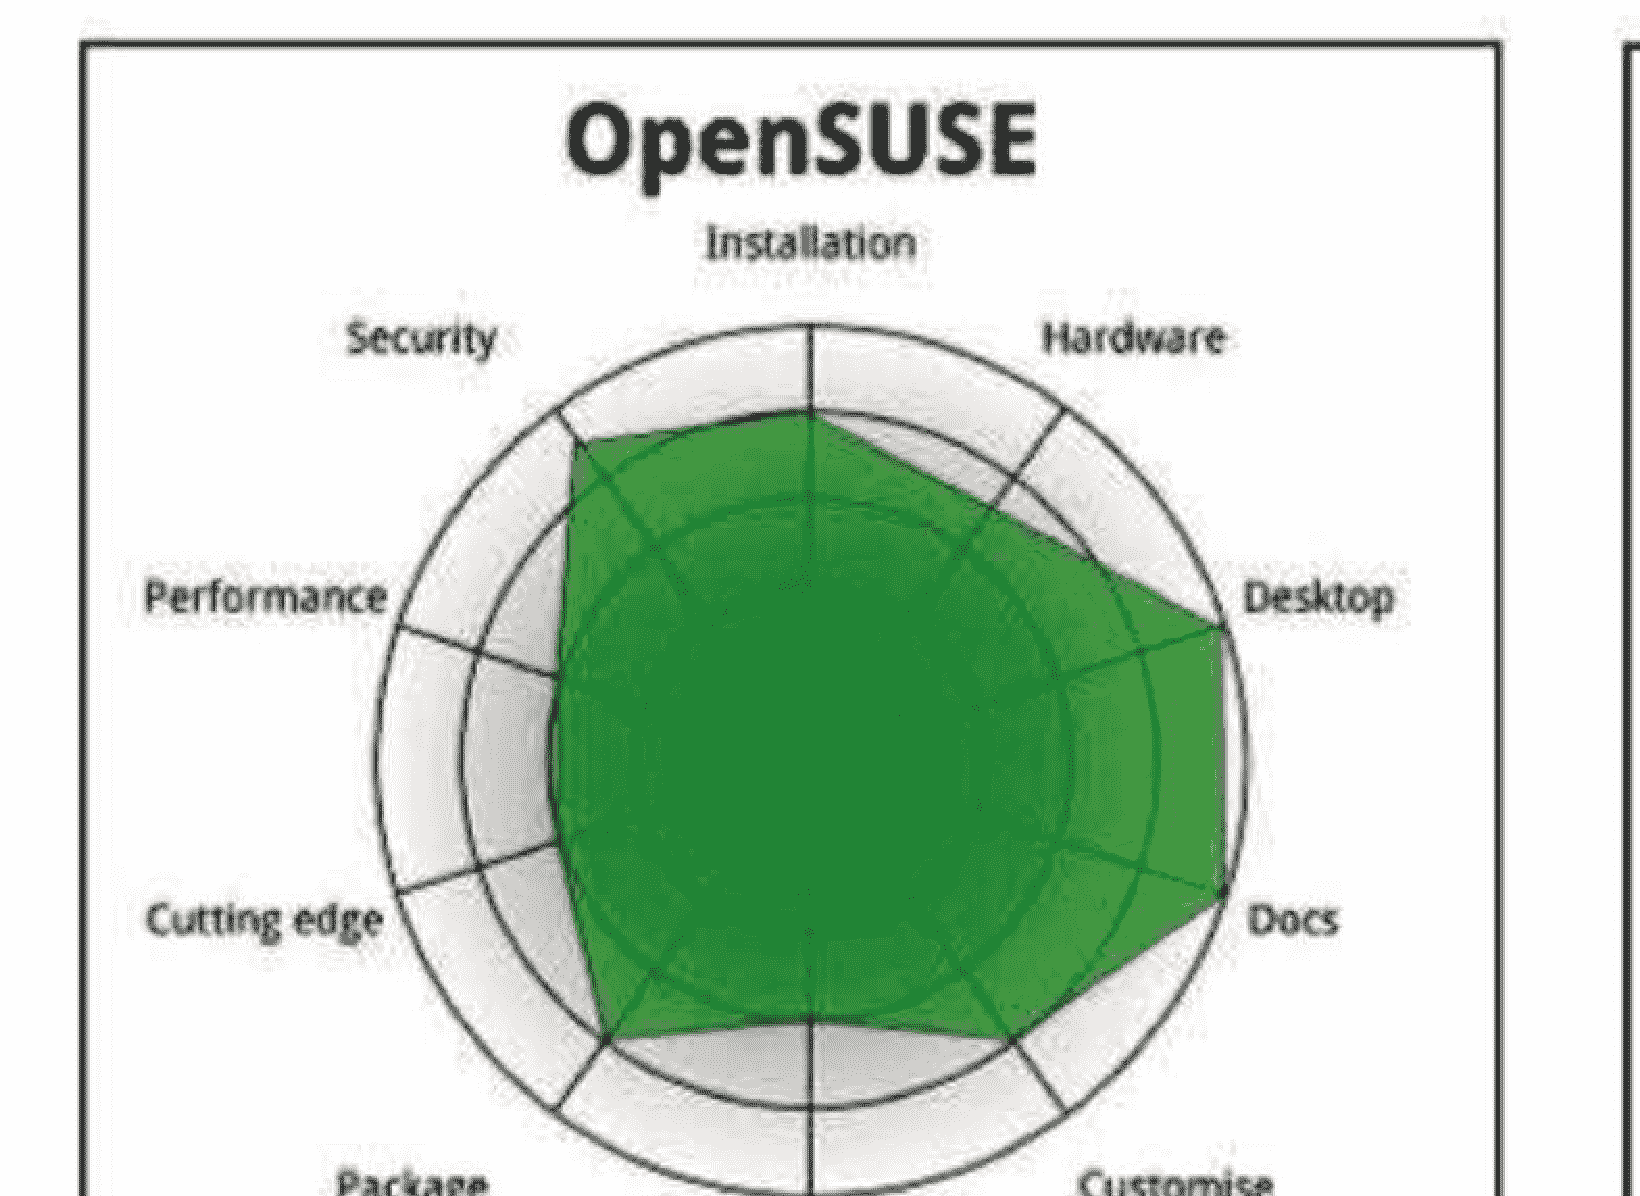 OpenSUSE
Installation
Security
Hardware
Performance
Desktop
Cutting edge
Docs
Package
Customise